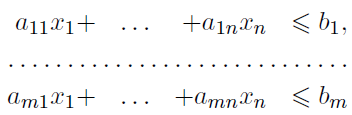 a₁₁x₁+ ... +a₁ₙxₙ ⩽ b₁,
..............................
aₘ₁x₁+ ... +aₘₙxₙ ⩽ bₘ